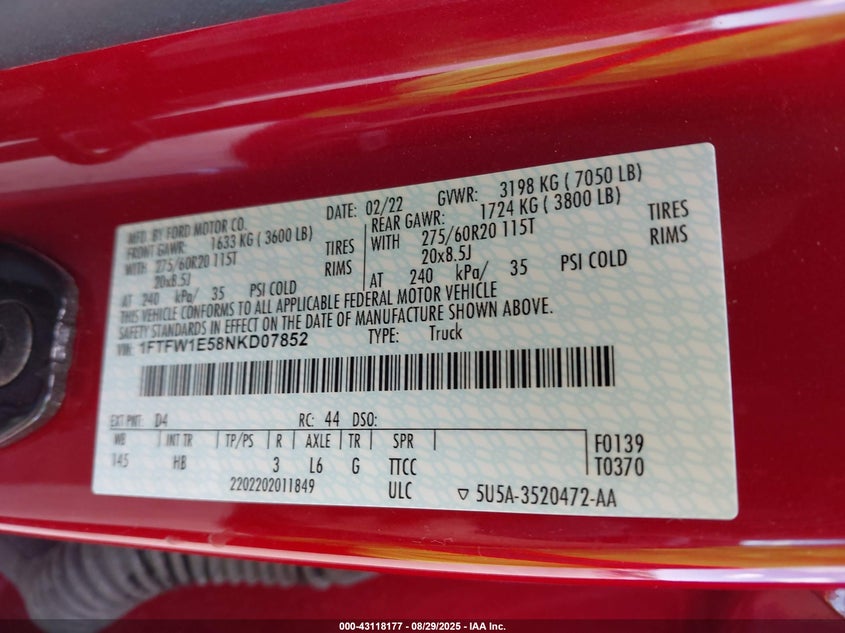 MFD. BY FORD MOTOR CO.
DATE: 02/22 GVWR: 3198 KG ( 7050 LB)
FRONT GAWR: 1633 KG ( 3600 LB) REAR GAWR: 1724 KG ( 3800 LB)
WITH 275/60R20 115T TIRES WITH 275/60R20 115T TIRES
20x8.5J RIMS 20x8.5J RIMS
AT 240 kPa/ 35 PSI COLD AT 240 kPa/ 35 PSI COLD
THIS VEHICLE CONFORMS TO ALL APPLICABLE FEDERAL MOTOR VEHICLE
SAFETY STANDARDS IN EFFECT ON THE DATE OF MANUFACTURE SHOWN ABOVE.
VIN: 1FTFW1E58NKD07852 TYPE: Truck
EXT PNT: D4 RC: 44 DSO:
WB INT TR TP/PS R AXLE TR SPR F0139
145 HB 3 L6 G TTCC T0370
2202202011849 ULC ▽ 5U5A-3520472-AA
000-43118177 - 08/29/2025 - IAA Inc.